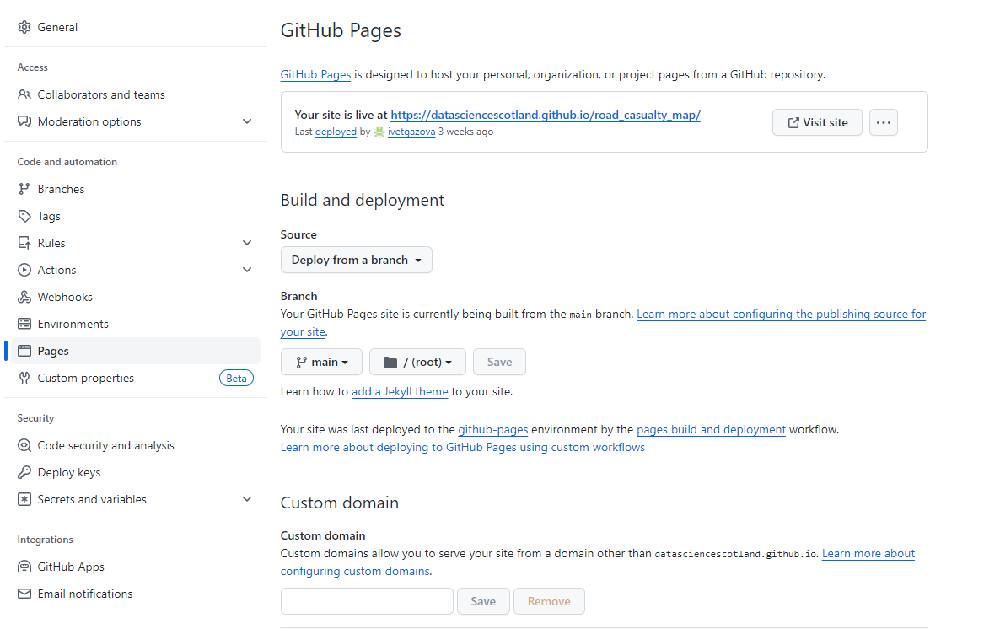 General
Access
Collaborators and teams
Moderation options
Code and automation
Branches
Tags
Rules
Actions
Webhooks
Environments
Pages
Custom properties Beta
Security
Code security and analysis
Deploy keys
Secrets and variables
Integrations
GitHub Apps
Email notifications
GitHub Pages
GitHub Pages is designed to host your personal, organization, or project pages from a GitHub repository.
Your site is live at https://datasciencescotland.github.io/road_casualty_map/
Last deployed by ivetgazova 3 weeks ago
Visit site
Build and deployment
Source
Deploy from a branch
Branch
Your GitHub Pages site is currently being built from the main branch. Learn more about configuring the publishing source for
your site.
main / (root) Save
Learn how to add a Jekyll theme to your site.
Your site was last deployed to the github-pages environment by the pages build and deployment workflow.
Learn more about deploying to GitHub Pages using custom workflows
Custom domain
Custom domain
Custom domains allow you to serve your site from a domain other than datasciencescotland.github.io. Learn more about
configuring custom domains.
Save Remove